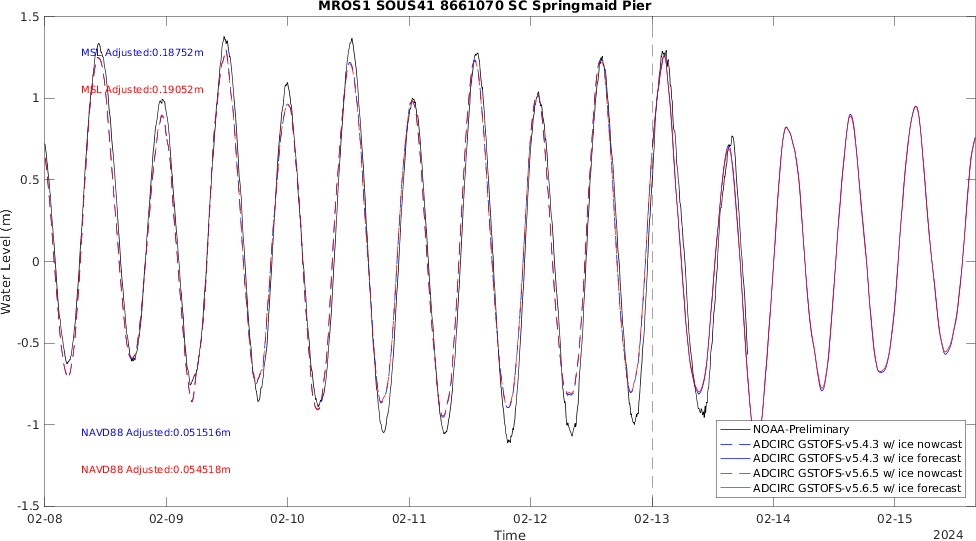 MROS1 SOUS41 8661070 SC Springmaid Pier
1.5
1
0.5
0
-0.5
-1
-1.5
Water Level (m)
MSL Adjusted:0.18752m
MSL Adjusted:0.19052m
NAVD88 Adjusted:0.051516m
NAVD88 Adjusted:0.054518m
NOAA-Preliminary
ADCIRC GSTOFS-v5.4.3 w/ ice nowcast
ADCIRC GSTOFS-v5.4.3 w/ ice forecast
ADCIRC GSTOFS-v5.6.5 w/ ice nowcast
ADCIRC GSTOFS-v5.6.5 w/ ice forecast
02-08 02-09 02-10 02-11 02-12 02-13 02-14 02-15
Time
2024